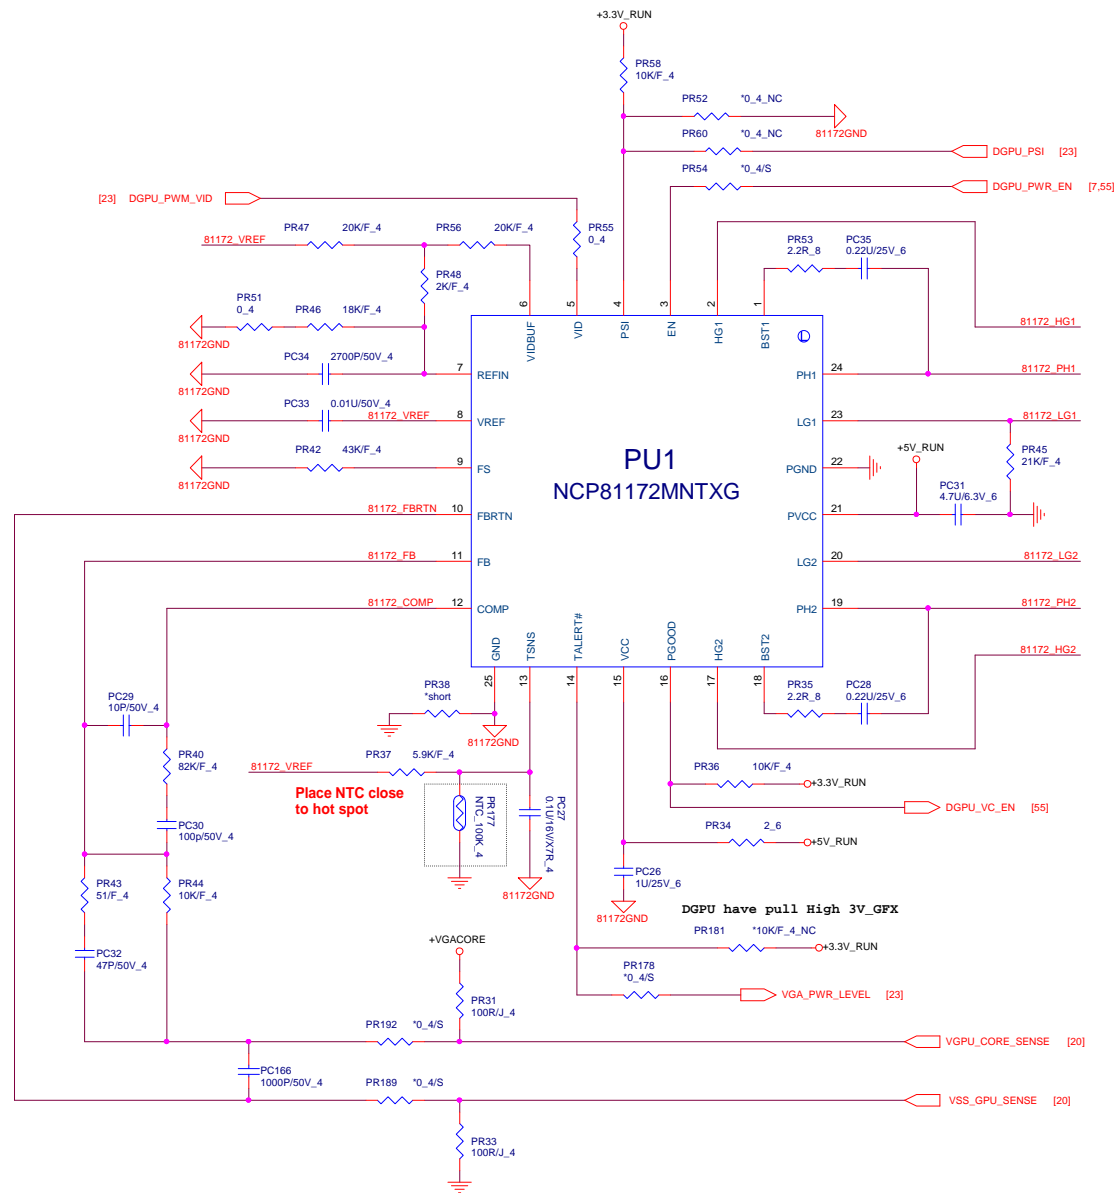 +3.3V_RUN
PR58
10K/F_4
PR52 *0_4_NC
81172GND
PR60 *0_4_NC
DGPU_PSI [23]
PR54 *0_4/S
DGPU_PWR_EN [7,55]
[23] DGPU_PWM_VID
PR47 20K/F_4
PR56 20K/F_4
81172_VREF
PR55
0_4
PR53
2.2R_8
PC35
0.22U/25V_6
PR48
2K/F_4
PR51
0_4
PR46 18K/F_4
81172GND
6
5
4
3
2
1
VIDBUF
VID
PSI
EN
HG1
BST1
L
81172_HG1
PC34 2700P/50V_4
81172GND
7 REFIN
PH1 24
81172_PH1
PC33 0.01U/50V_4
81172_VREF
81172GND
8 VREF
LG1 23
81172_LG1
PR42 43K/F_4
81172GND
9 FS
PU1
NCP81172MNTXG
PGND 22
+5V_RUN
PR45
21K/F_4
PC31
4.7U/6.3V_6
81172_FBRTN 10 FBRTN
PVCC 21
81172_FB 11 FB
LG2 20
81172_LG2
81172_COMP 12 COMP
PH2 19
81172_PH2
GND
TSNS
TALERT#
VCC
PGOOD
HG2
BST2
81172_HG2
25
13
14
15
16
17
18
PR38
*short
81172GND
PR35
2.2R_8
PC28
0.22U/25V_6
PC29
10P/50V_4
PR40
82K/F_4
PC30
100p/50V_4
PR37 5.9K/F_4
81172_VREF
Place NTC close
to hot spot
PR177
NTC_100K_4
PC27
0.1U/16V/X7R_4
81172GND
PR36 10K/F_4
+3.3V_RUN
DGPU_VC_EN [55]
PR34 2_6
+5V_RUN
PC26
1U/25V_6
81172GND
PR43
51/F_4
PR44
10K/F_4
PC32
47P/50V_4
DGPU have pull High 3V_GFX
PR181 *10K/F_4_NC
+3.3V_RUN
PR178
*0_4/S
VGA_PWR_LEVEL [23]
+VGACORE
PR31
100R/J_4
PR192 *0_4/S
VGPU_CORE_SENSE [20]
PC166
1000P/50V_4
PR189 *0_4/S
VSS_GPU_SENSE [20]
PR33
100R/J_4